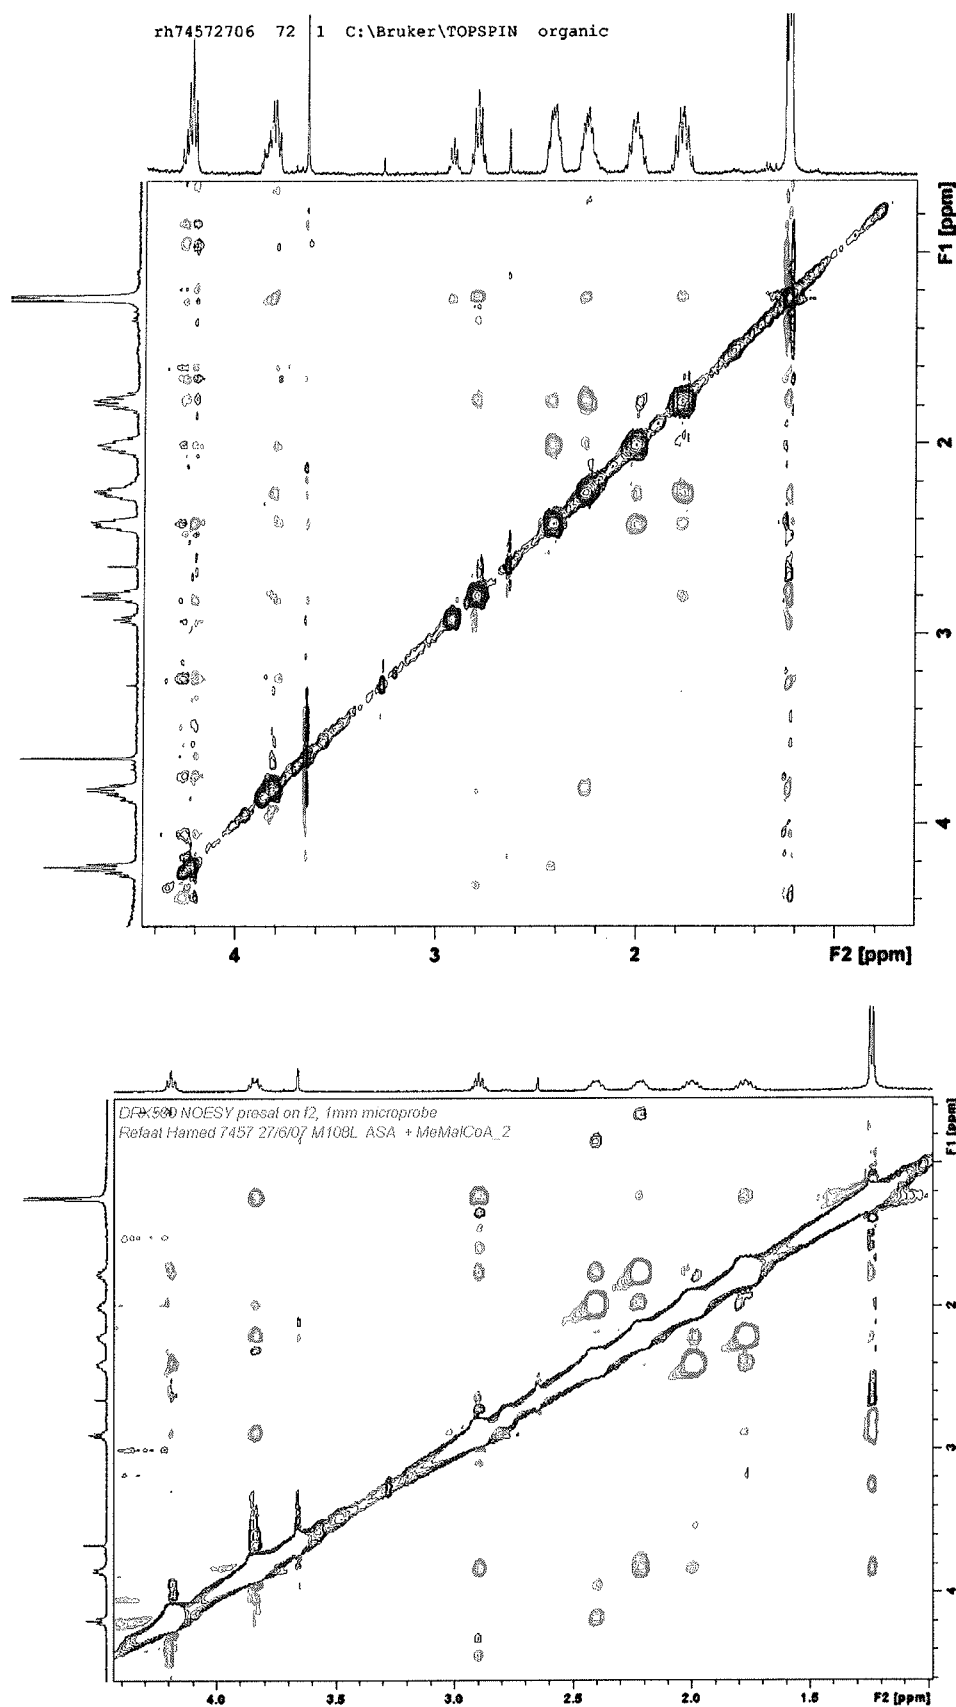 rh74572706 72 1 C:\Bruker\TOPSPIN organic
F1 [ppm]
1
2
3
4
4
3
2
F2 [ppm]
DRX500 NOESY presat on f2, 1mm microprobe
Refaat Hamed 7457 27/6/07 M108L ASA + MeMalCoA_2
F1 [ppm]
2
3
4
4.0
3.5
3.0
2.5
2.0
1.5
F2 [ppm]